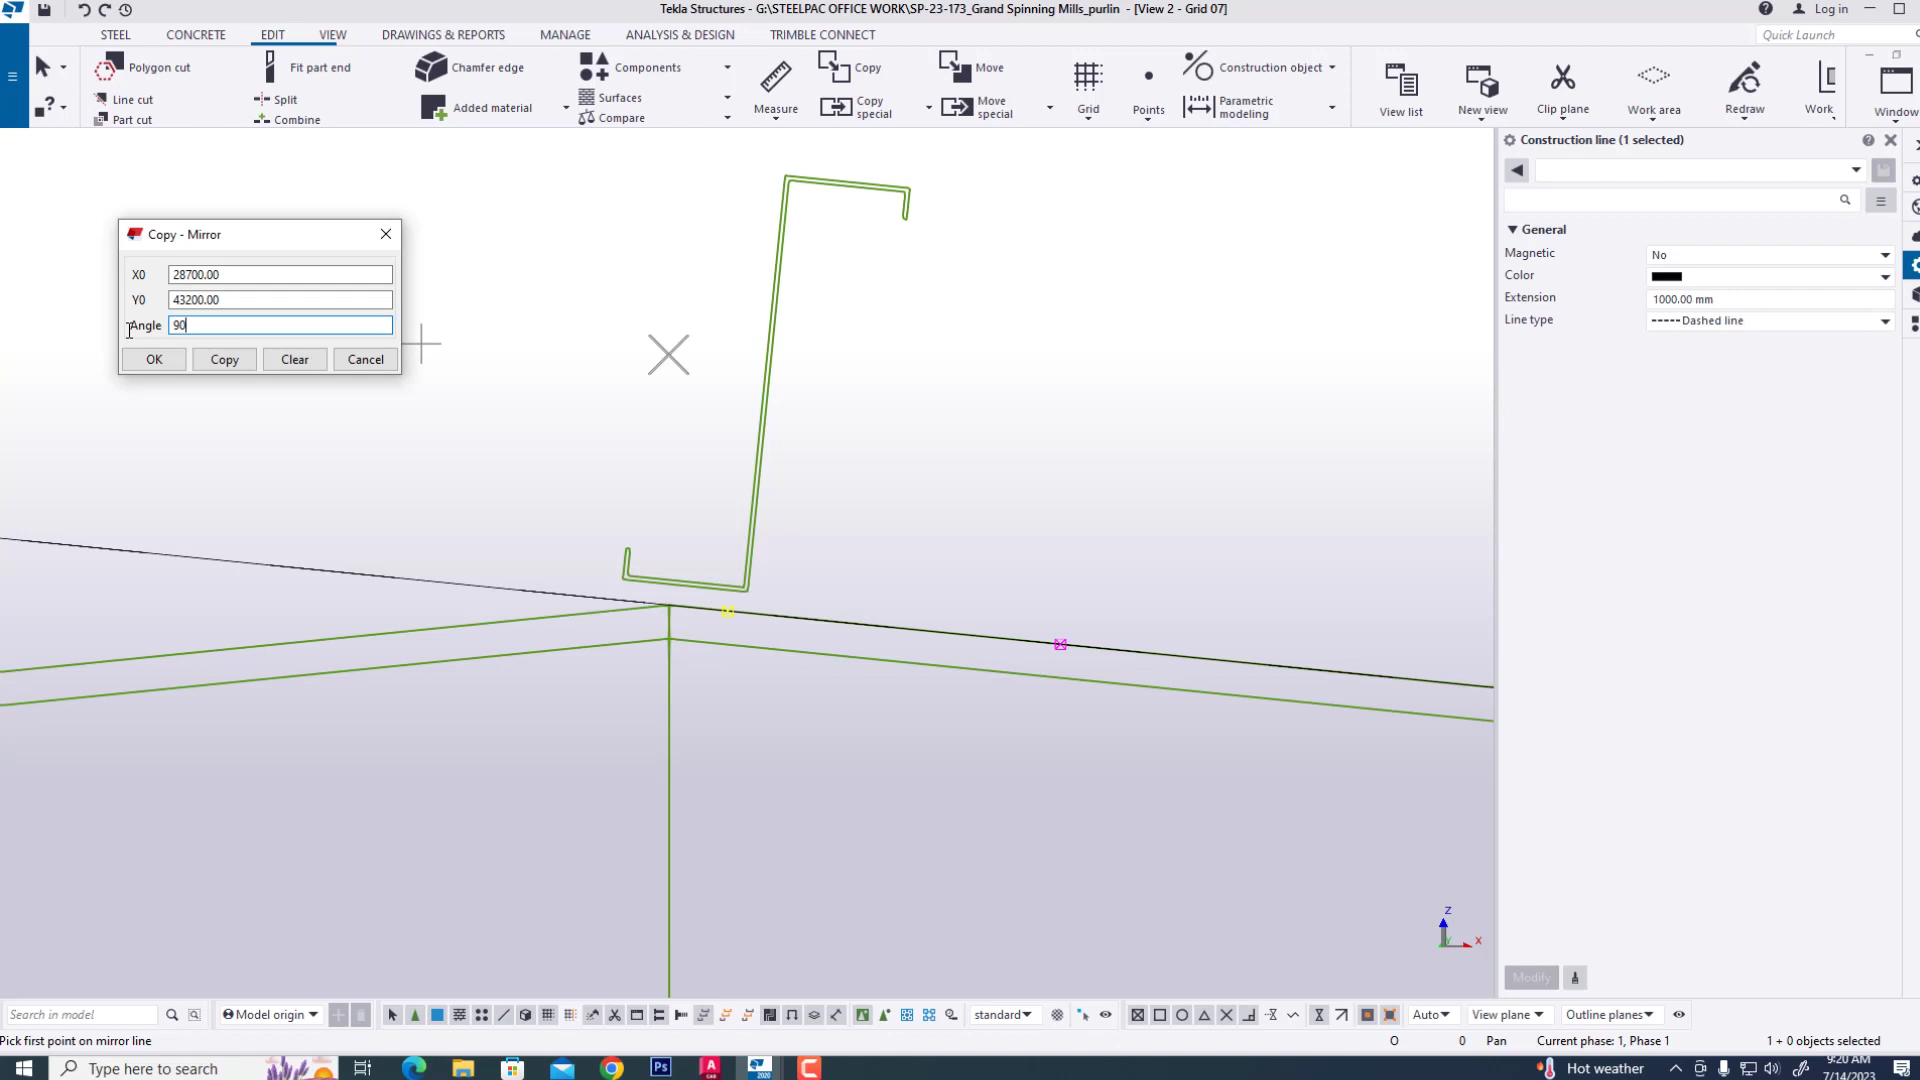 Tekla Structures - G:\STEELPAC OFFICE WORK\SP-23-173_Grand Spinning Mills_purlin - [View 2 - Grid 07]
Log in
STEEL CONCRETE EDIT VIEW DRAWINGS & REPORTS MANAGE ANALYSIS & DESIGN TRIMBLE CONNECT
Quick Launch
Polygon cut Fit part end Chamfer edge Components Copy Move Construction object
Line cut Split Added material Surfaces Measure Copy special Move special Grid Points Parametric modeling View list New view Clip plane Work area Redraw Work Window
Part cut Combine Compare
Construction line (1 selected)
General
Magnetic No
Color
Extension 1000.00 mm
Line type Dashed line
Copy - Mirror
X0 28700.00
Y0 43200.00
Angle 90
OK Copy Clear Cancel
Z
X
Modify
Search in model Model origin standard Auto View plane Outline planes
Pick first point on mirror line O 0 Pan Current phase: 1, Phase 1 1 + 0 objects selected
Type here to search Ps Hot weather 9:20 AM
7/14/2023